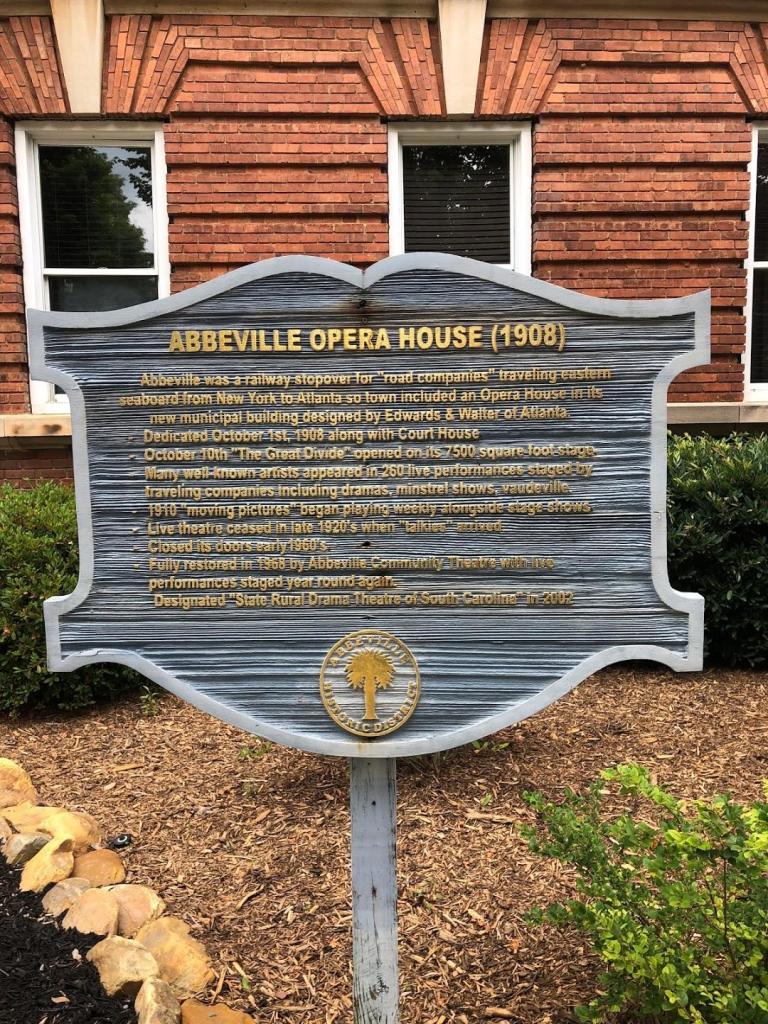 ABBEVILLE OPERA HOUSE (1908)
Abbeville was a railway stopover for "road companies" traveling eastern
seaboard from New York to Atlanta so town included an Opera House in its
new municipal building designed by Edwards & Walter of Atlanta.
- Dedicated October 1st, 1908 along with Court House
- October 10th "The Great Divide" opened on its 7500 square foot stage
- Many well known artists appeared in 260 live performances staged by
traveling companies including dramas, minstrel shows, vaudeville
- 1910 "moving pictures" began playing weekly alongside stage shows
- Live theatre ceased in late 1920's when "talkies" arrived
- Closed its doors early 1960's
- Fully restored in 1968 by Abbeville Community Theatre with live
performances staged year round again.
Designated "State Rural Drama Theatre of South Carolina" in 2002
ABBEVILLE
HISTORIC DISTRICT